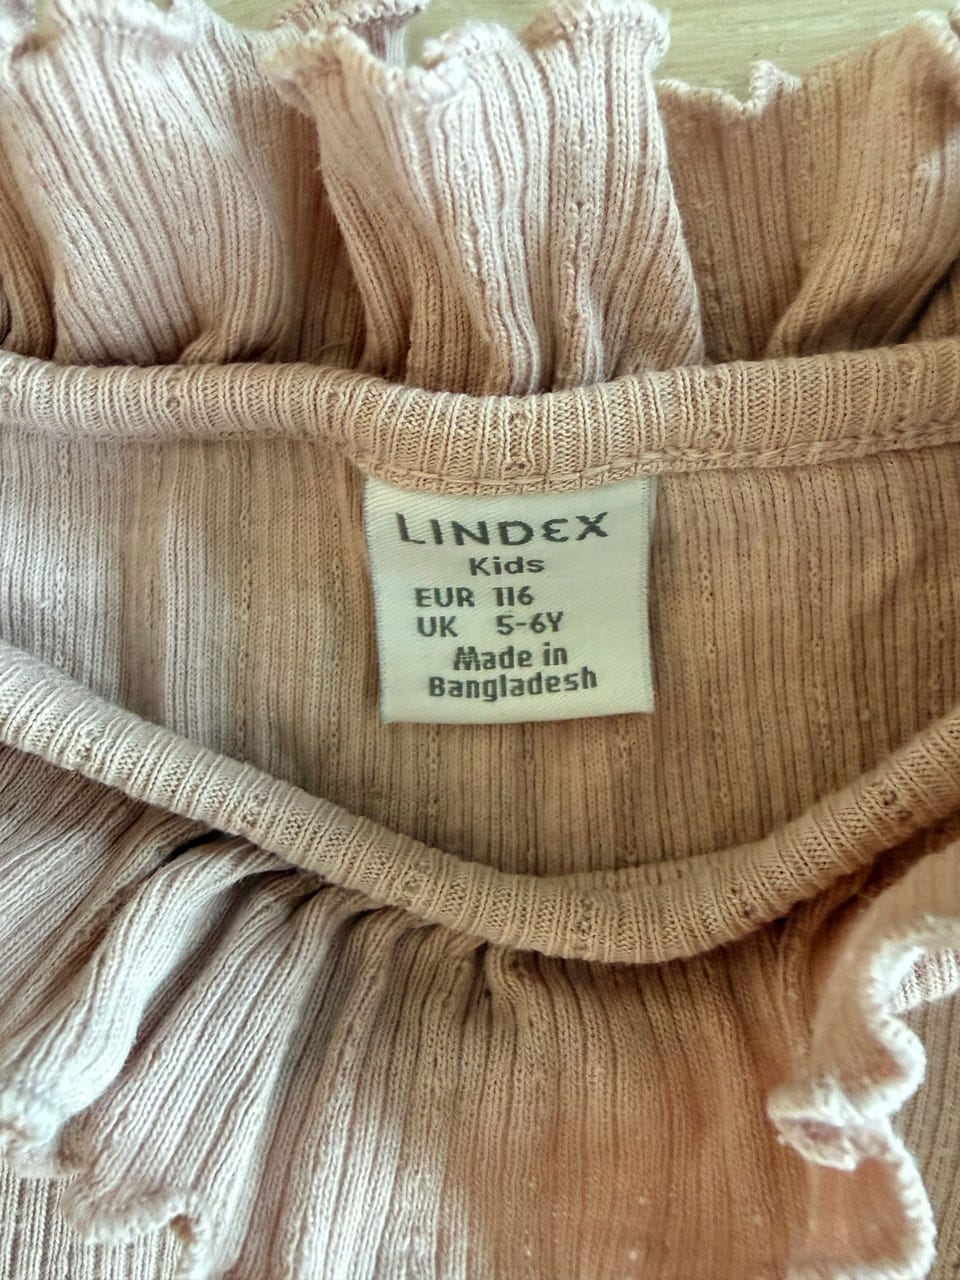 LINDEX
Kids
EUR 116
UK 5-6Y
Made in
Bangladesh